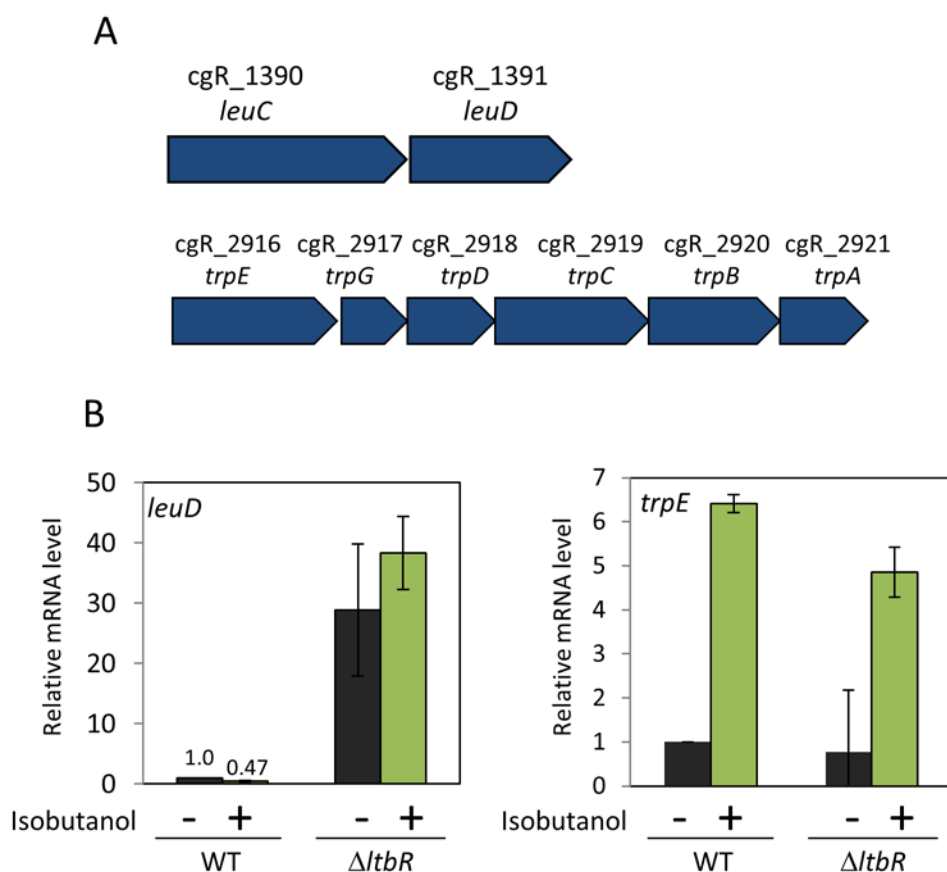 A
cgR_1390 cgR_1391
leuC leuD
cgR_2916 cgR_2917 cgR_2918 cgR_2919 cgR_2920 cgR_2921
trpE trpG trpD trpC trpB trpA
B
50
40
30
20
10
0
Relative mRNA level
leuD
1.0
0.47
Isobutanol - + - +
WT ΔltbR
7
6
5
4
3
2
1
0
Relative mRNA level
trpE
Isobutanol - + - +
WT ΔltbR